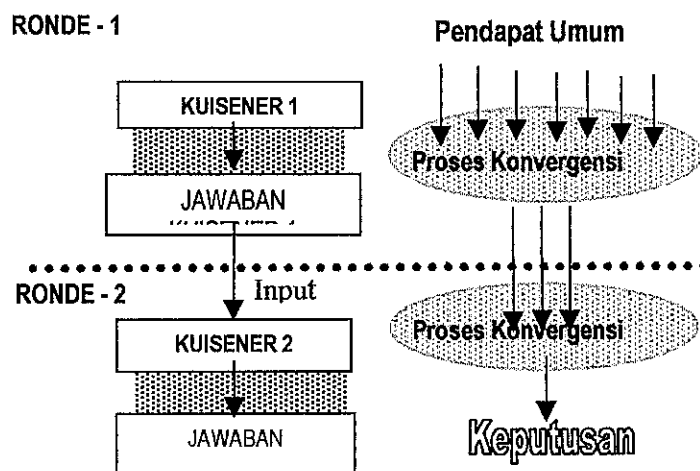 RONDE - 1
Pendapat Umum
KUISENER 1
Proses Konvergensi
JAWABAN
RONDE - 2
Input
KUISENER 2
Proses Konvergensi
JAWABAN
Keputusan